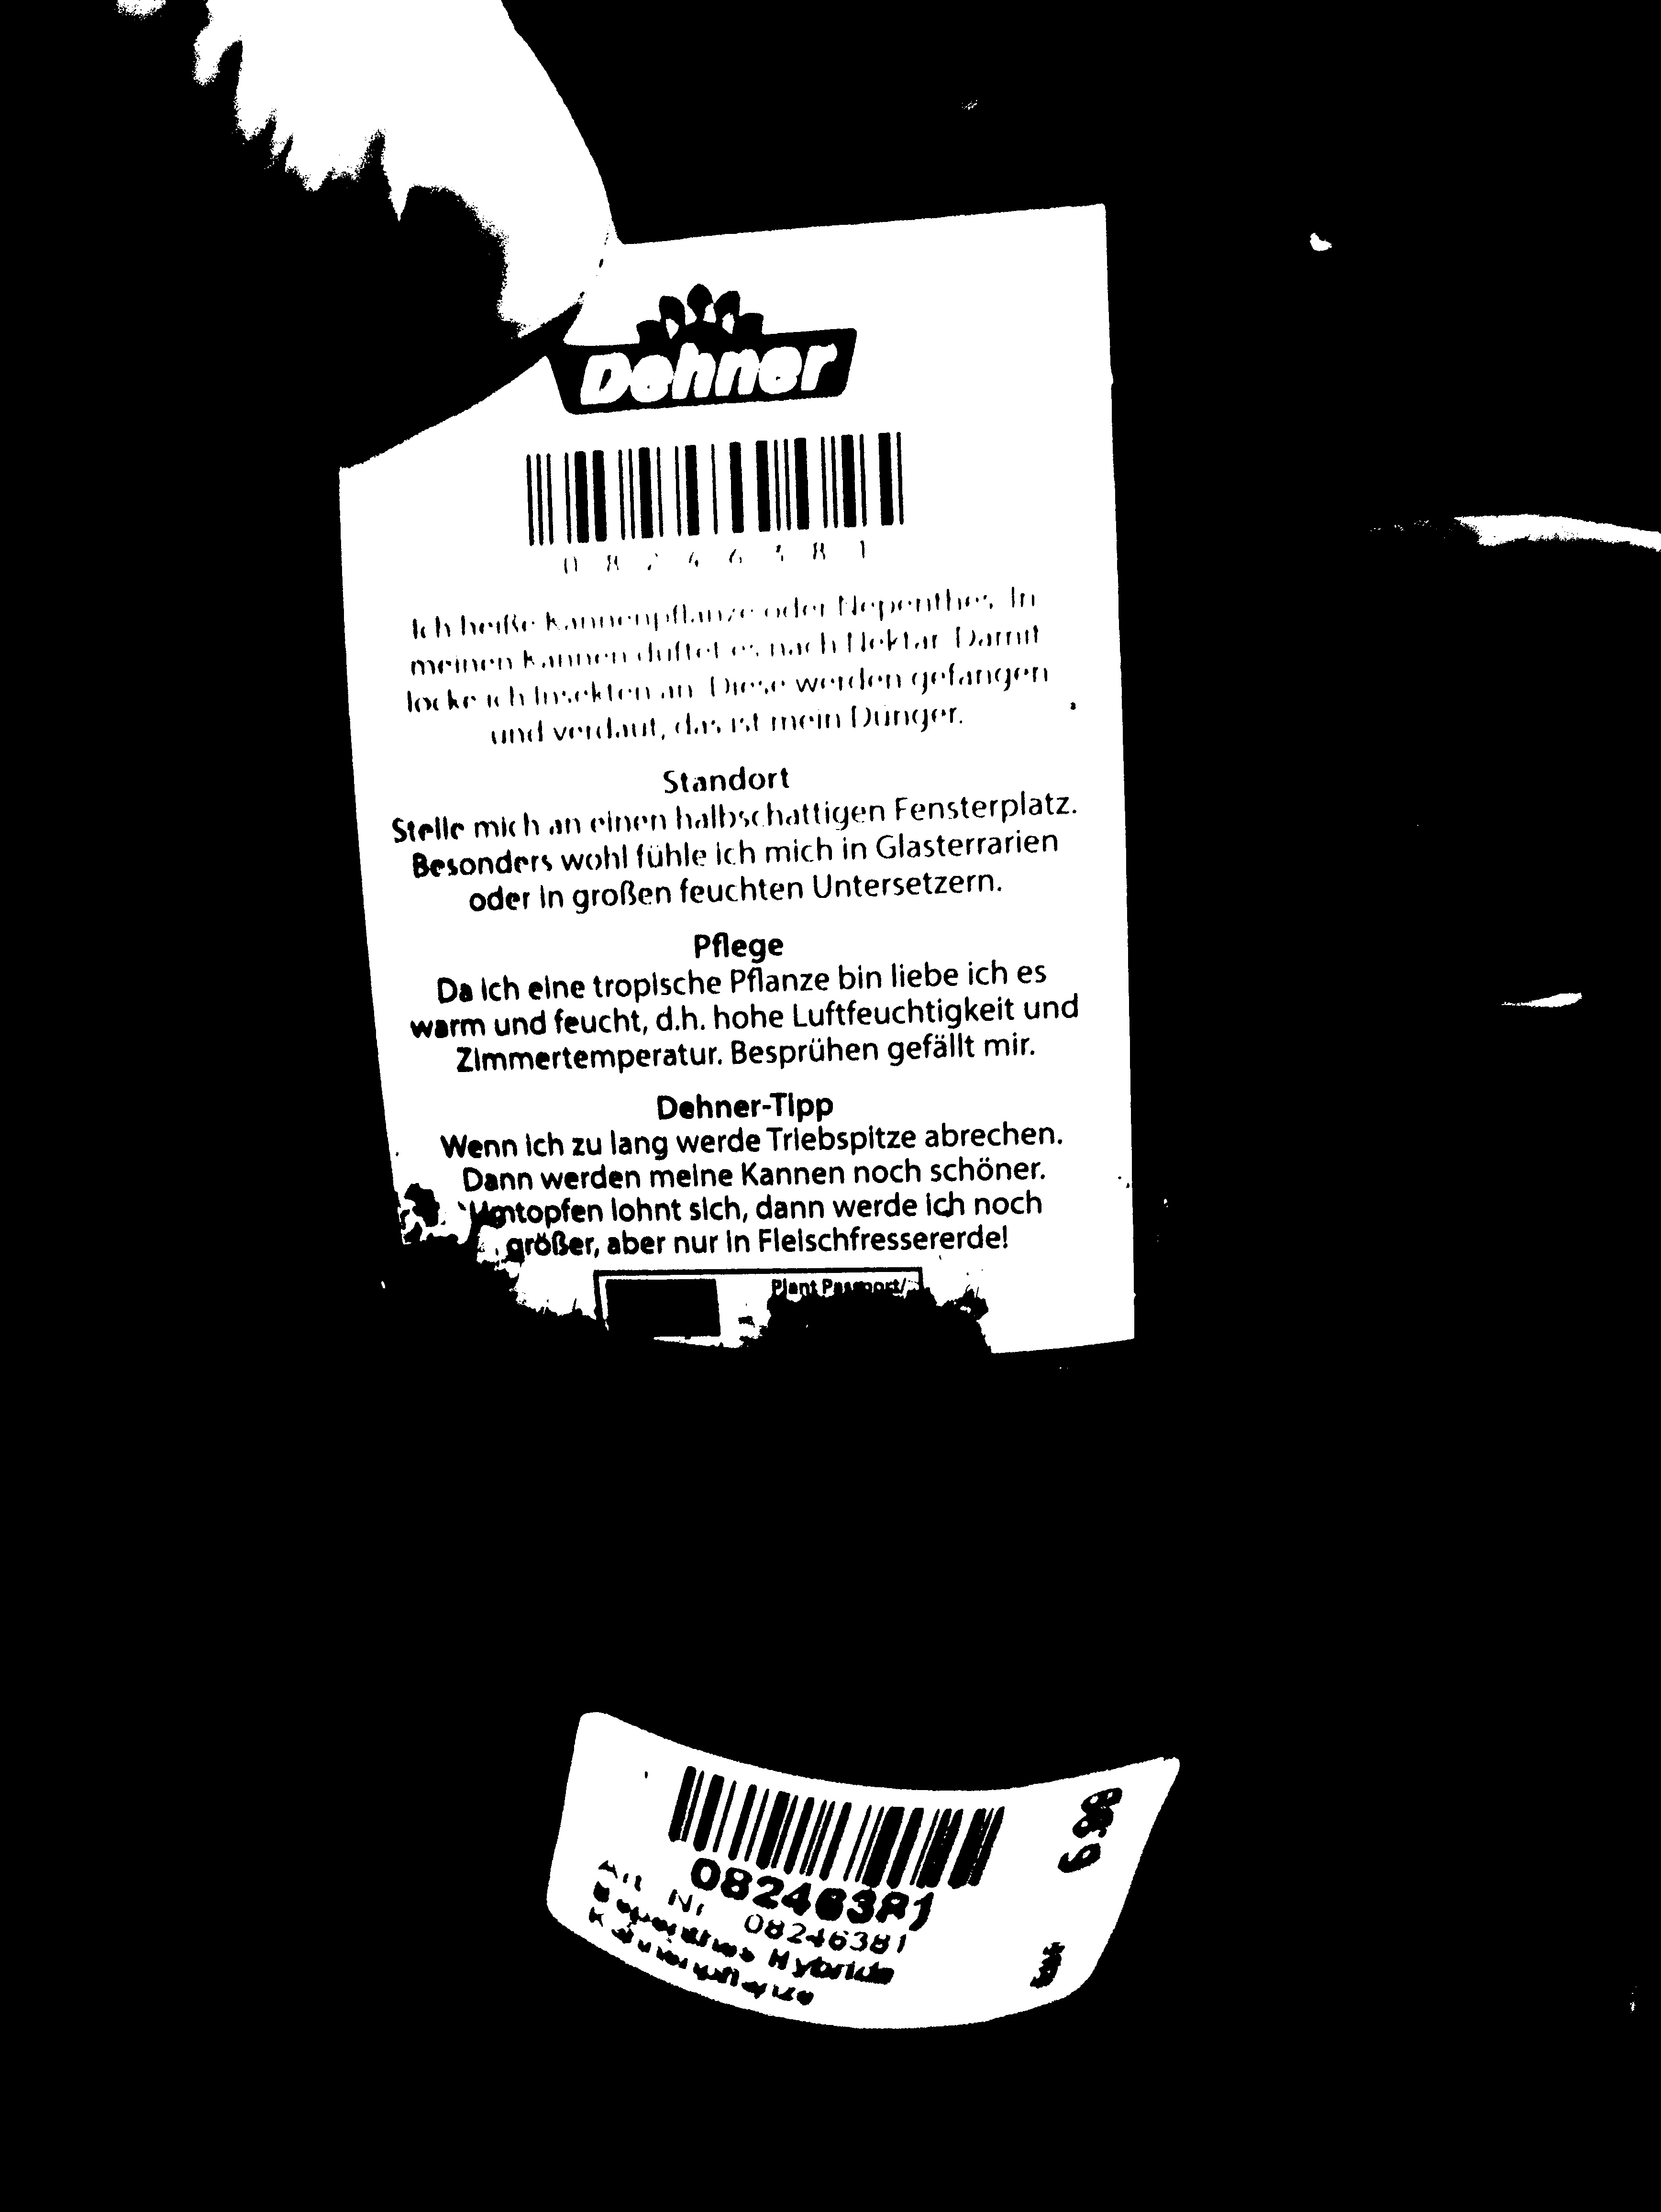 Dehner
0 8 2 4 6 3 8 1
Ich heiße Kannenpflanze oder Nepenthes. In
meinen Kannen duftet es nach Nektar. Damit
locke ich Insekten an. Diese werden gefangen
und verdaut, das ist mein Dünger.
Standort
Stelle mich an einen halbschattigen Fensterplatz.
Besonders wohl fühle ich mich in Glasterrarien
oder in großen feuchten Untersetzern.
Pflege
Da ich eine tropische Pflanze bin liebe ich es
warm und feucht, d.h. hohe Luftfeuchtigkeit und
Zimmertemperatur. Besprühen gefällt mir.
Dehner-Tipp
Wenn ich zu lang werde Triebspitze abrechen.
Dann werden meine Kannen noch schöner.
Umtopfen lohnt sich, dann werde ich noch
größer, aber nur in Fleischfressererde!
Plant Passport/
08246381
Art Nr 08246381
Nepenthes Hybride
Kannenpflanze